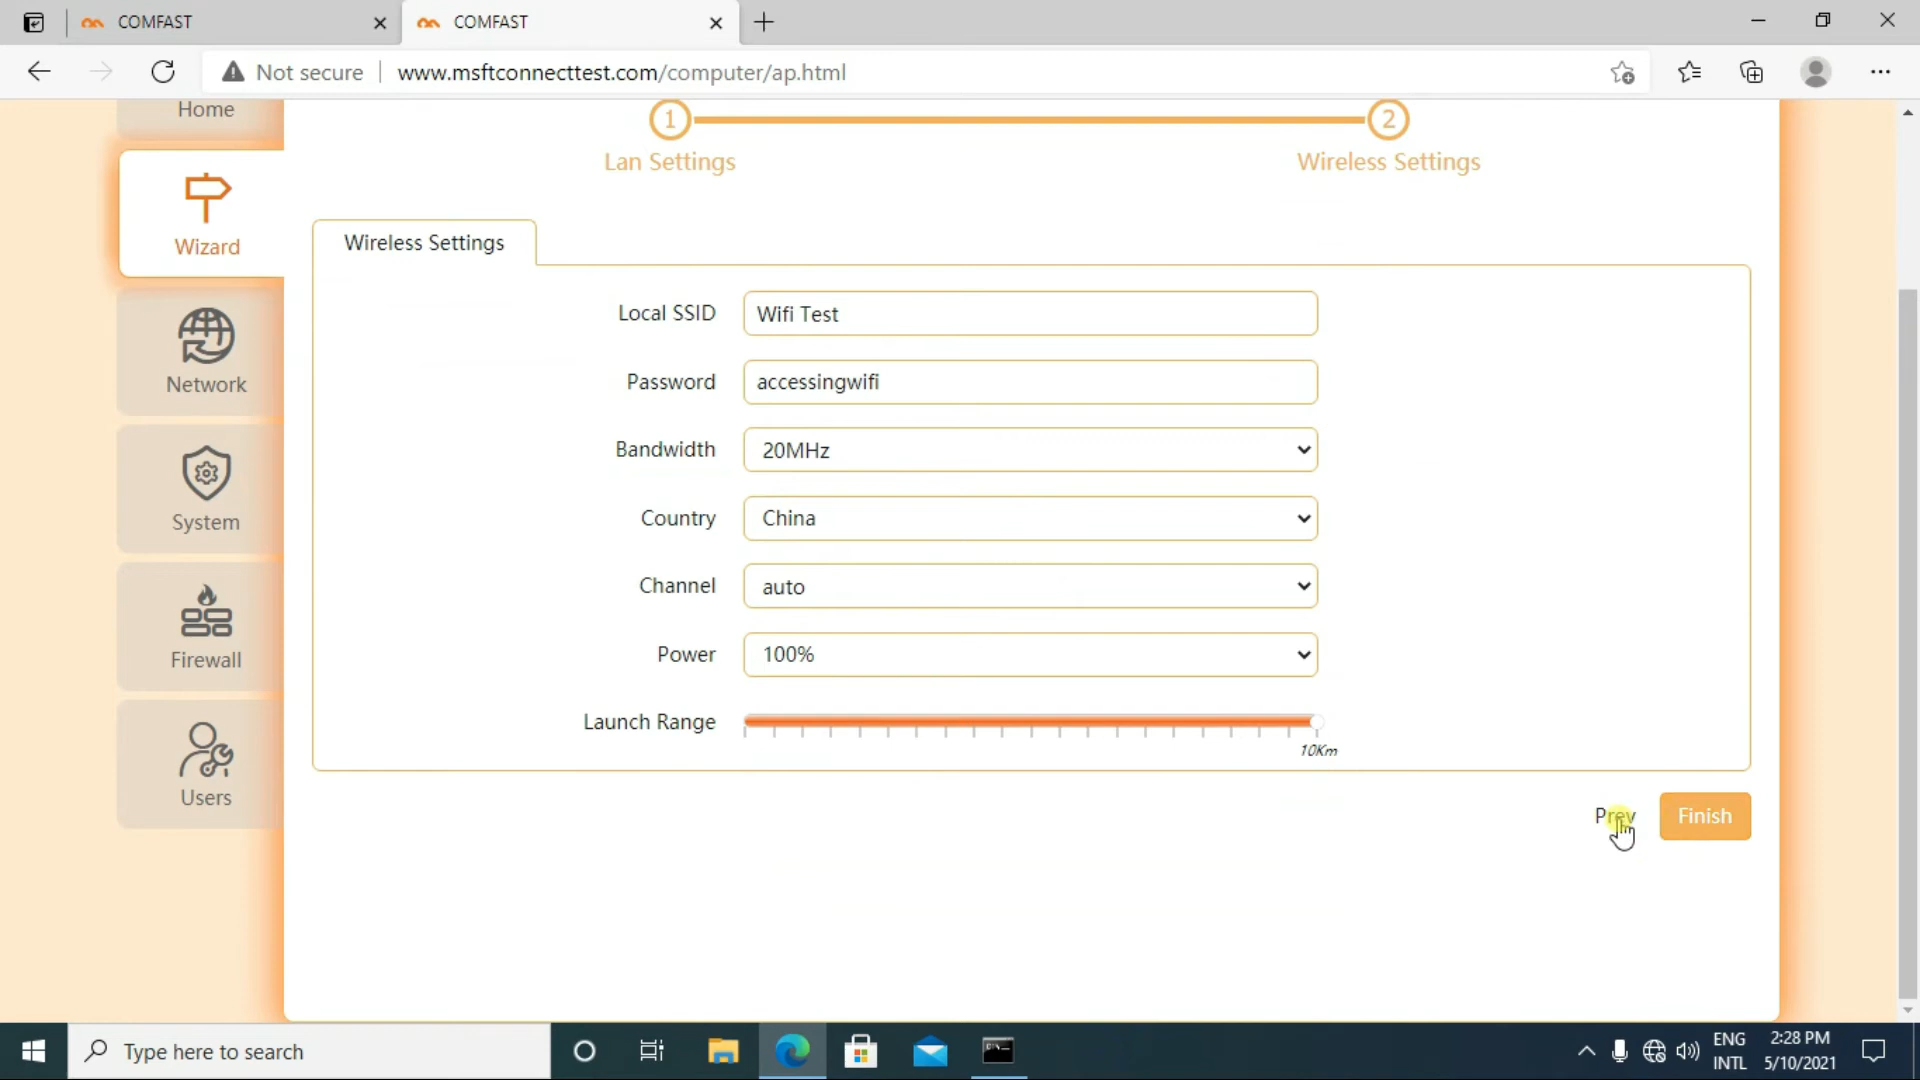 COMFAST
COMFAST
Not secure
www.msftconnecttest.com/computer/ap.html
Home
Wizard
Network
System
Firewall
Users
1
2
Lan Settings
Wireless Settings
Wireless Settings
Local SSID
Wifi Test
Password
accessingwifi
Bandwidth
20MHz
Country
China
Channel
auto
Power
100%
Launch Range
10Km
Prev
Finish
Type here to search
ENG
INTL
2:28 PM
5/10/2021